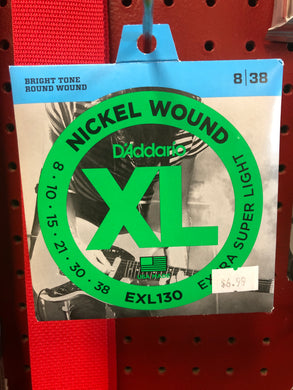 BRIGHT TONE
ROUND WOUND
8|38
NICKEL WOUND
D'Addario
XL
8 · 10 · 15 · 21 · 30 · 38
EXL130
EXTRA SUPER LIGHT
$6.99